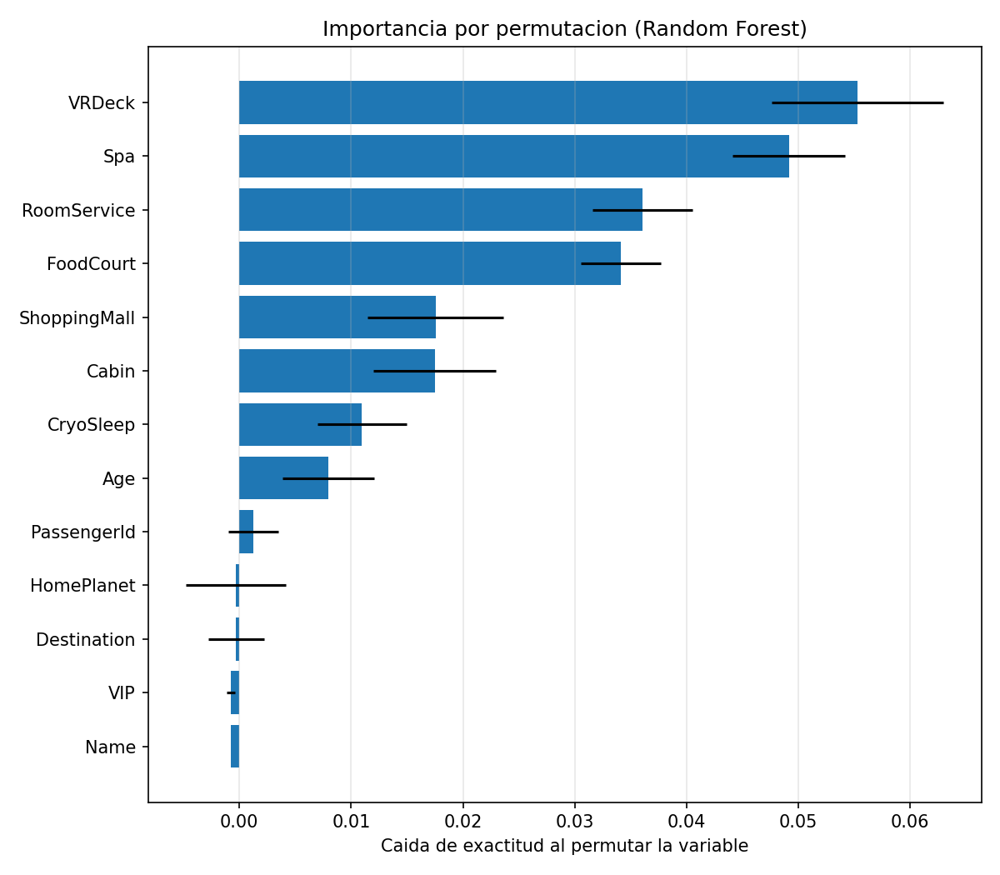 Importancia por permutacion (Random Forest)
VRDeck
Spa
RoomService
FoodCourt
ShoppingMall
Cabin
CryoSleep
Age
PassengerId
HomePlanet
Destination
VIP
Name
0.00 0.01 0.02 0.03 0.04 0.05 0.06
Caida de exactitud al permutar la variable